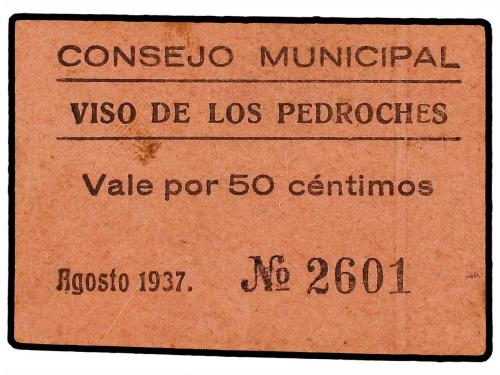 CONSEJO MUNICIPAL
VISO DE LOS PEDROCHES
Vale por 50 céntimos
Agosto 1937. Nº 2601